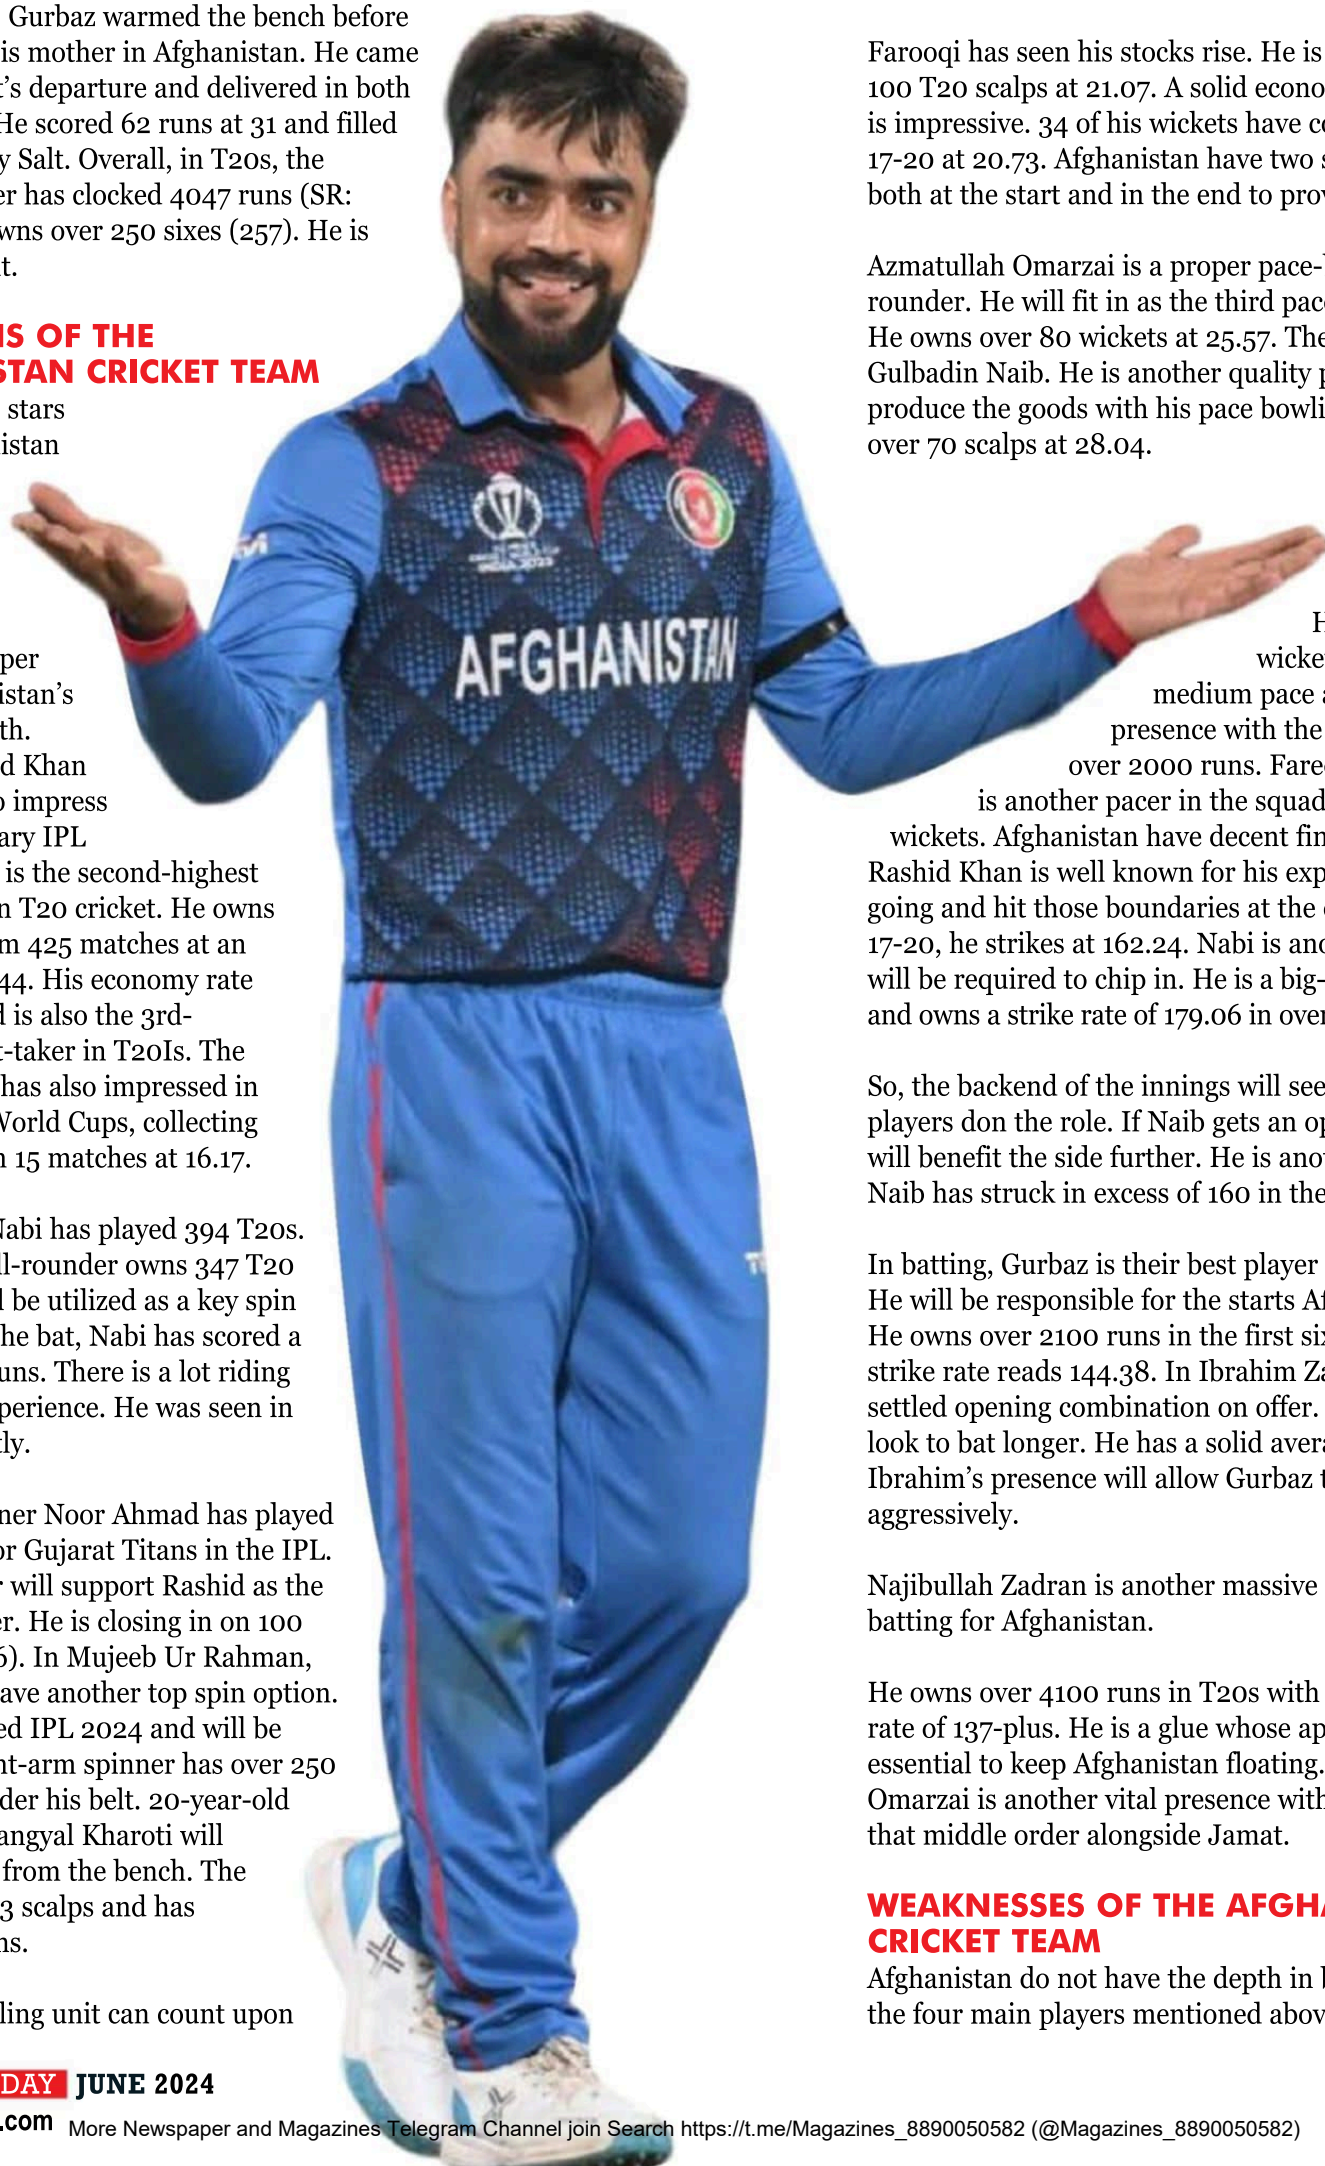 Gurbaz warmed the bench before
is mother in Afghanistan. He came
t’s departure and delivered in both
He scored 62 runs at 31 and filled
y Salt. Overall, in T20s, the
er has clocked 4047 runs (SR:
wns over 250 sixes (257). He is
t.
S OF THE
STAN CRICKET TEAM
stars
istan
per
istan’s
th.
d Khan
o impress
ary IPL
is the second-highest
n T20 cricket. He owns
m 425 matches at an
44. His economy rate
d is also the 3rd-
t-taker in T20Is. The
has also impressed in
World Cups, collecting
n 15 matches at 16.17.
Nabi has played 394 T20s.
ll-rounder owns 347 T20
l be utilized as a key spin
he bat, Nabi has scored a
uns. There is a lot riding
perience. He was seen in
tly.
ner Noor Ahmad has played
or Gujarat Titans in the IPL.
r will support Rashid as the
er. He is closing in on 100
6). In Mujeeb Ur Rahman,
ave another top spin option.
ed IPL 2024 and will be
nt-arm spinner has over 250
der his belt. 20-year-old
angyal Kharoti will
from the bench. The
3 scalps and has
ns.
ling unit can count upon
INDIA 2023
AFGHANISTAN
Farooqi has seen his stocks rise. He is
100 T20 scalps at 21.07. A solid econo
is impressive. 34 of his wickets have c
17-20 at 20.73. Afghanistan have two s
both at the start and in the end to prov
Azmatullah Omarzai is a proper pace-
rounder. He will fit in as the third pace
He owns over 80 wickets at 25.57. The
Gulbadin Naib. He is another quality p
produce the goods with his pace bowli
over 70 scalps at 28.04.
H
wicke
medium pace a
presence with the
over 2000 runs. Fare
is another pacer in the squad
wickets. Afghanistan have decent fin
Rashid Khan is well known for his exp
going and hit those boundaries at the
17-20, he strikes at 162.24. Nabi is ano
will be required to chip in. He is a big-
and owns a strike rate of 179.06 in over
So, the backend of the innings will see
players don the role. If Naib gets an op
will benefit the side further. He is ano
Naib has struck in excess of 160 in the
In batting, Gurbaz is their best player
He will be responsible for the starts Af
He owns over 2100 runs in the first six
strike rate reads 144.38. In Ibrahim Za
settled opening combination on offer.
look to bat longer. He has a solid avera
Ibrahim’s presence will allow Gurbaz t
aggressively.
Najibullah Zadran is another massive
batting for Afghanistan.
He owns over 4100 runs in T20s with
rate of 137-plus. He is a glue whose ap
essential to keep Afghanistan floating.
Omarzai is another vital presence with
that middle order alongside Jamat.
WEAKNESSES OF THE AFGHA
CRICKET TEAM
Afghanistan do not have the depth in b
the four main players mentioned above
DAY JUNE 2024
.com
More Newspaper and Magazines Telegram Channel join Search https://t.me/Magazines_8890050582 (@Magazines_8890050582)